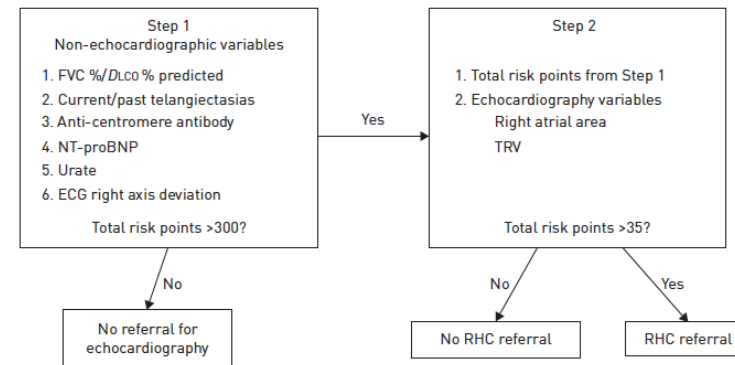 Step 1
Non-echocardiographic variables
1. FVC %/DLCO % predicted
2. Current/past telangiectasias
3. Anti-centromere antibody
4. NT-proBNP
5. Urate
6. ECG right axis deviation
Total risk points >300?
Yes
Step 2
1. Total risk points from Step 1
2. Echocardiography variables
Right atrial area
TRV
Total risk points >35?
No
No referral for
echocardiography
No
Yes
No RHC referral
RHC referral